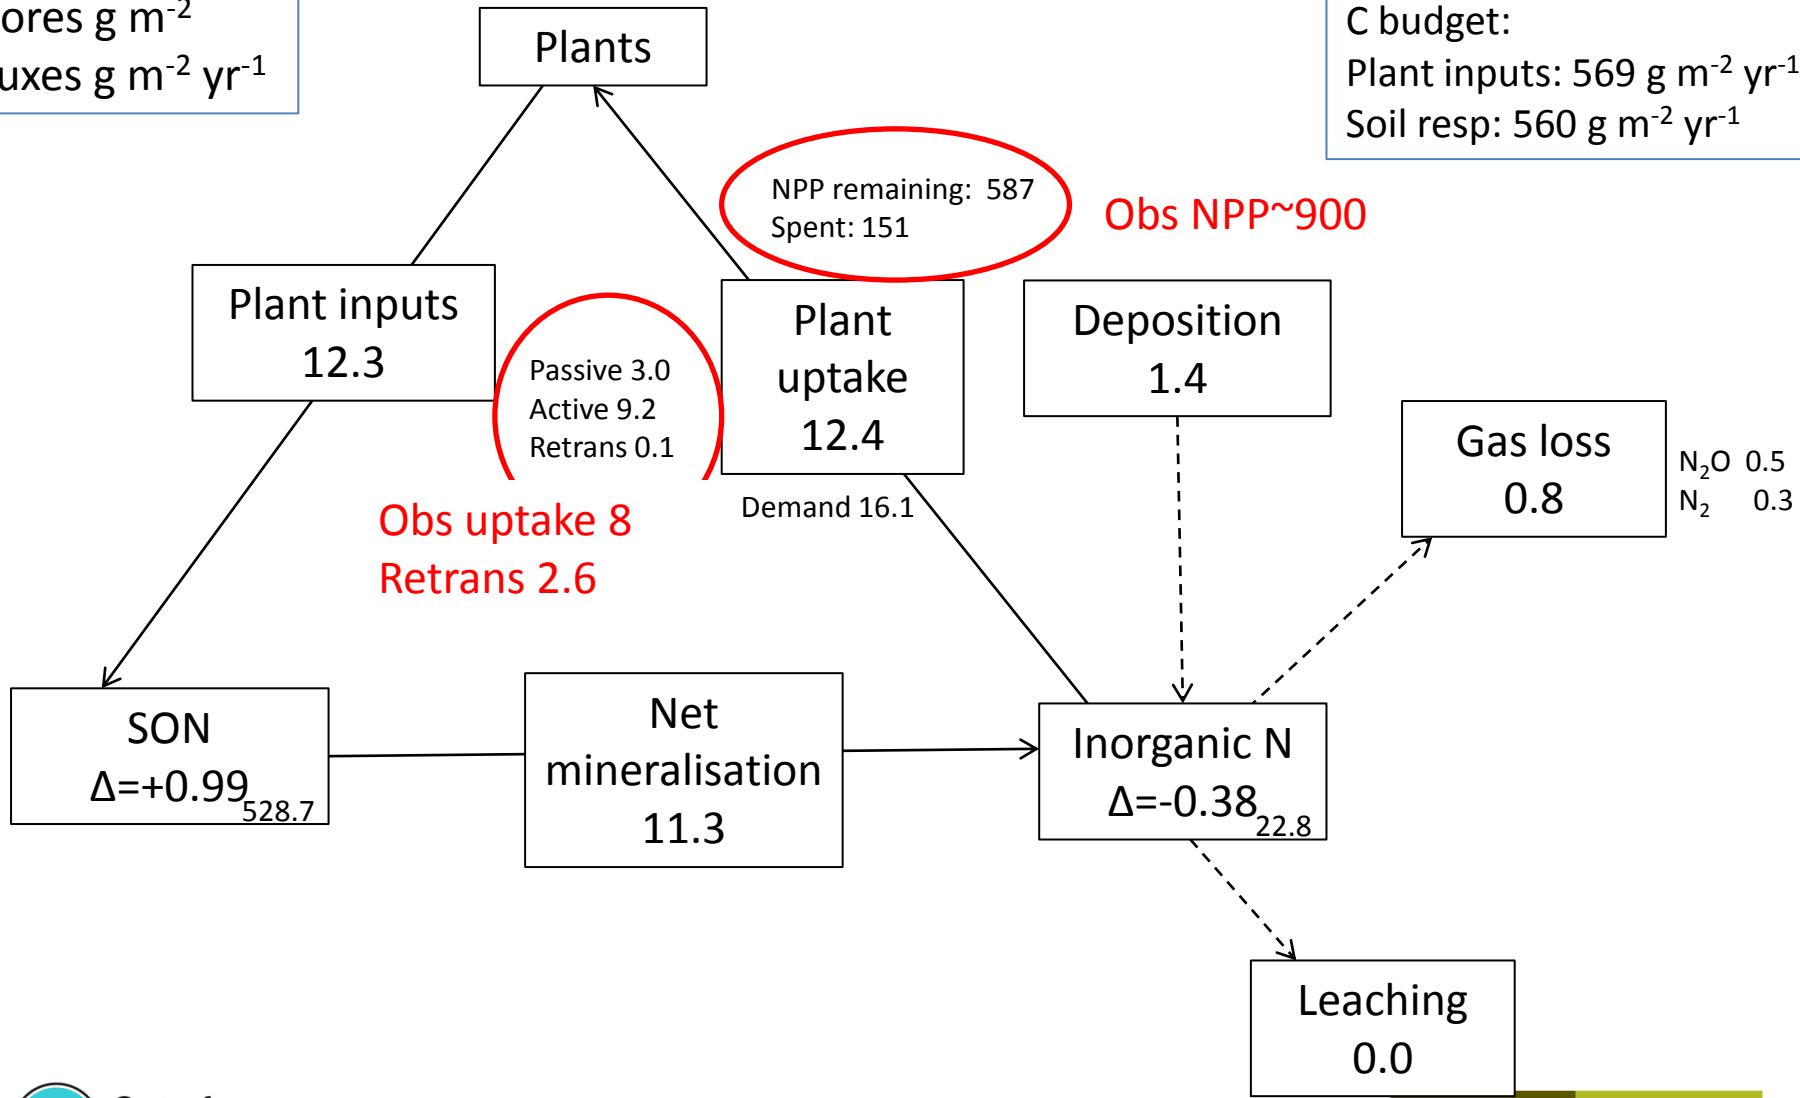 ores g m-2
uxes g m-2 yr-1
Plants
C budget:
Plant inputs: 569 g m-2 yr-1
Soil resp: 560 g m-2 yr-1
NPP remaining: 587
Spent: 151
Obs NPP~900
Plant inputs
12.3
Passive 3.0
Active 9.2
Retrans 0.1
Plant
uptake
12.4
Demand 16.1
Deposition
1.4
Gas loss
0.8
N2O 0.5
N2 0.3
Obs uptake 8
Retrans 2.6
SON
Δ=+0.99
528.7
Net
mineralisation
11.3
Inorganic N
Δ=-0.38
22.8
Leaching
0.0